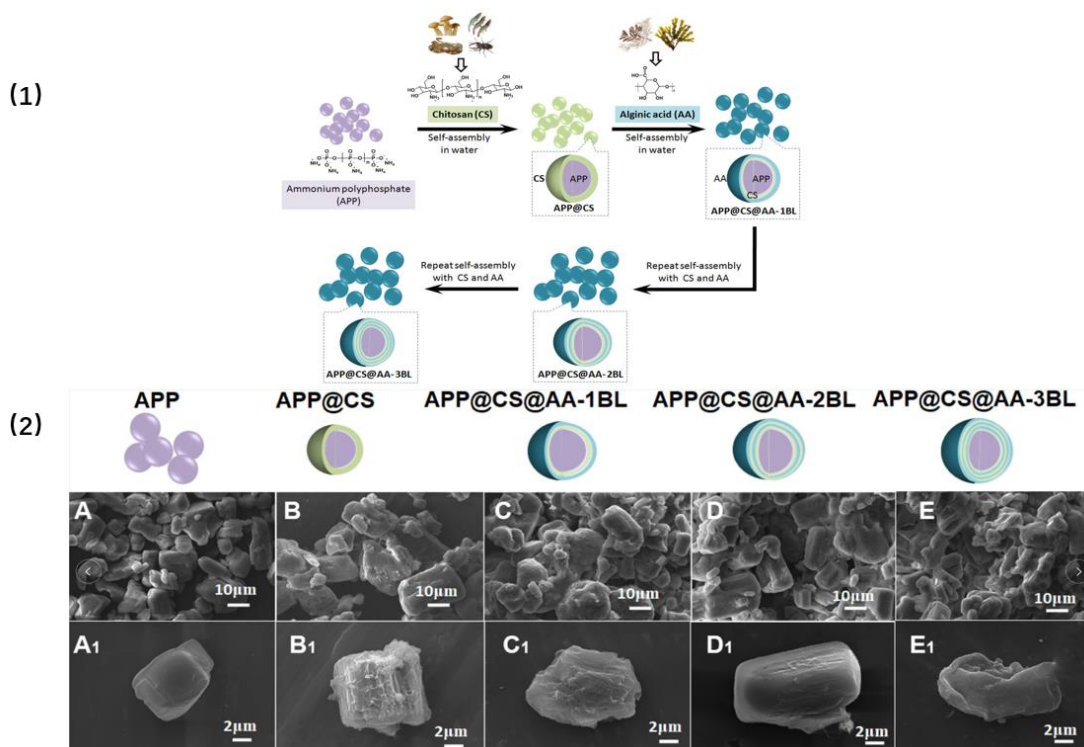 (1)
Chitosan (CS)
Self-assembly
in water
Alginic acid (AA)
Self-assembly
in water
Ammonium polyphosphate
(APP)
CS
APP
APP@CS
AA
APP
CS
APP@CS@AA-1BL
Repeat self-assembly
with CS and AA
Repeat self-assembly
with CS and AA
APP@CS@AA-3BL
APP@CS@AA-2BL
(2)
APP APP@CS APP@CS@AA-1BL APP@CS@AA-2BL APP@CS@AA-3BL
A B C D E
10μm 10μm 10μm 10μm 10μm
A1 B1 C1 D1 E1
2μm 2μm 2μm 2μm 2μm